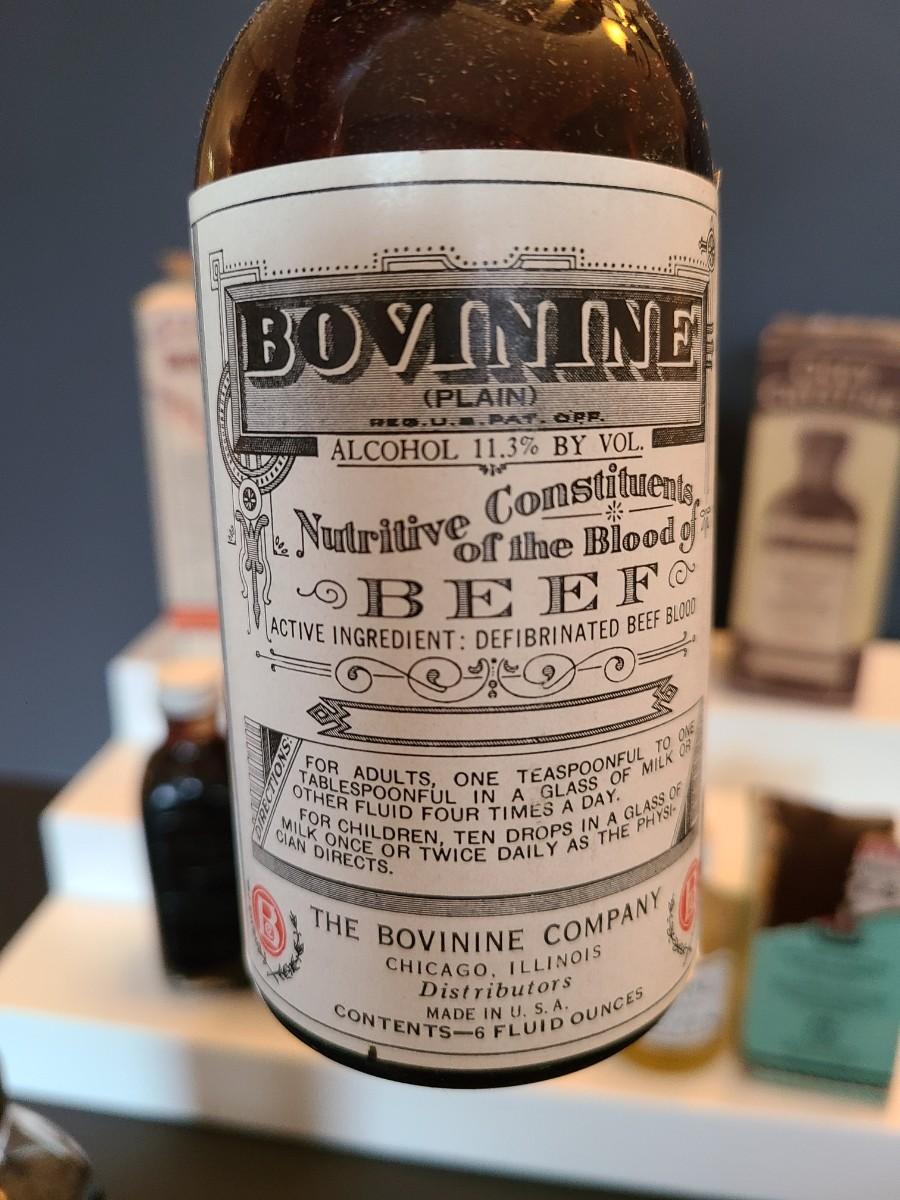 BOVININE
(PLAIN)
REG. U.S. PAT. OFF.
ALCOHOL 11.3% BY VOL.
Nutritive Constituents
of the Blood of
BEEF
ACTIVE INGREDIENT: DEFIBRINATED BEEF BLOOD
DIRECTIONS:
FOR ADULTS, ONE TEASPOONFUL TO ONE
TABLESPOONFUL IN A GLASS OF MILK OR
OTHER FLUID FOUR TIMES A DAY.
FOR CHILDREN, TEN DROPS IN A GLASS OF
MILK ONCE OR TWICE DAILY AS THE PHYSI-
CIAN DIRECTS.
THE BOVININE COMPANY
CHICAGO, ILLINOIS
Distributors
MADE IN U. S. A.
CONTENTS—6 FLUID OUNCES